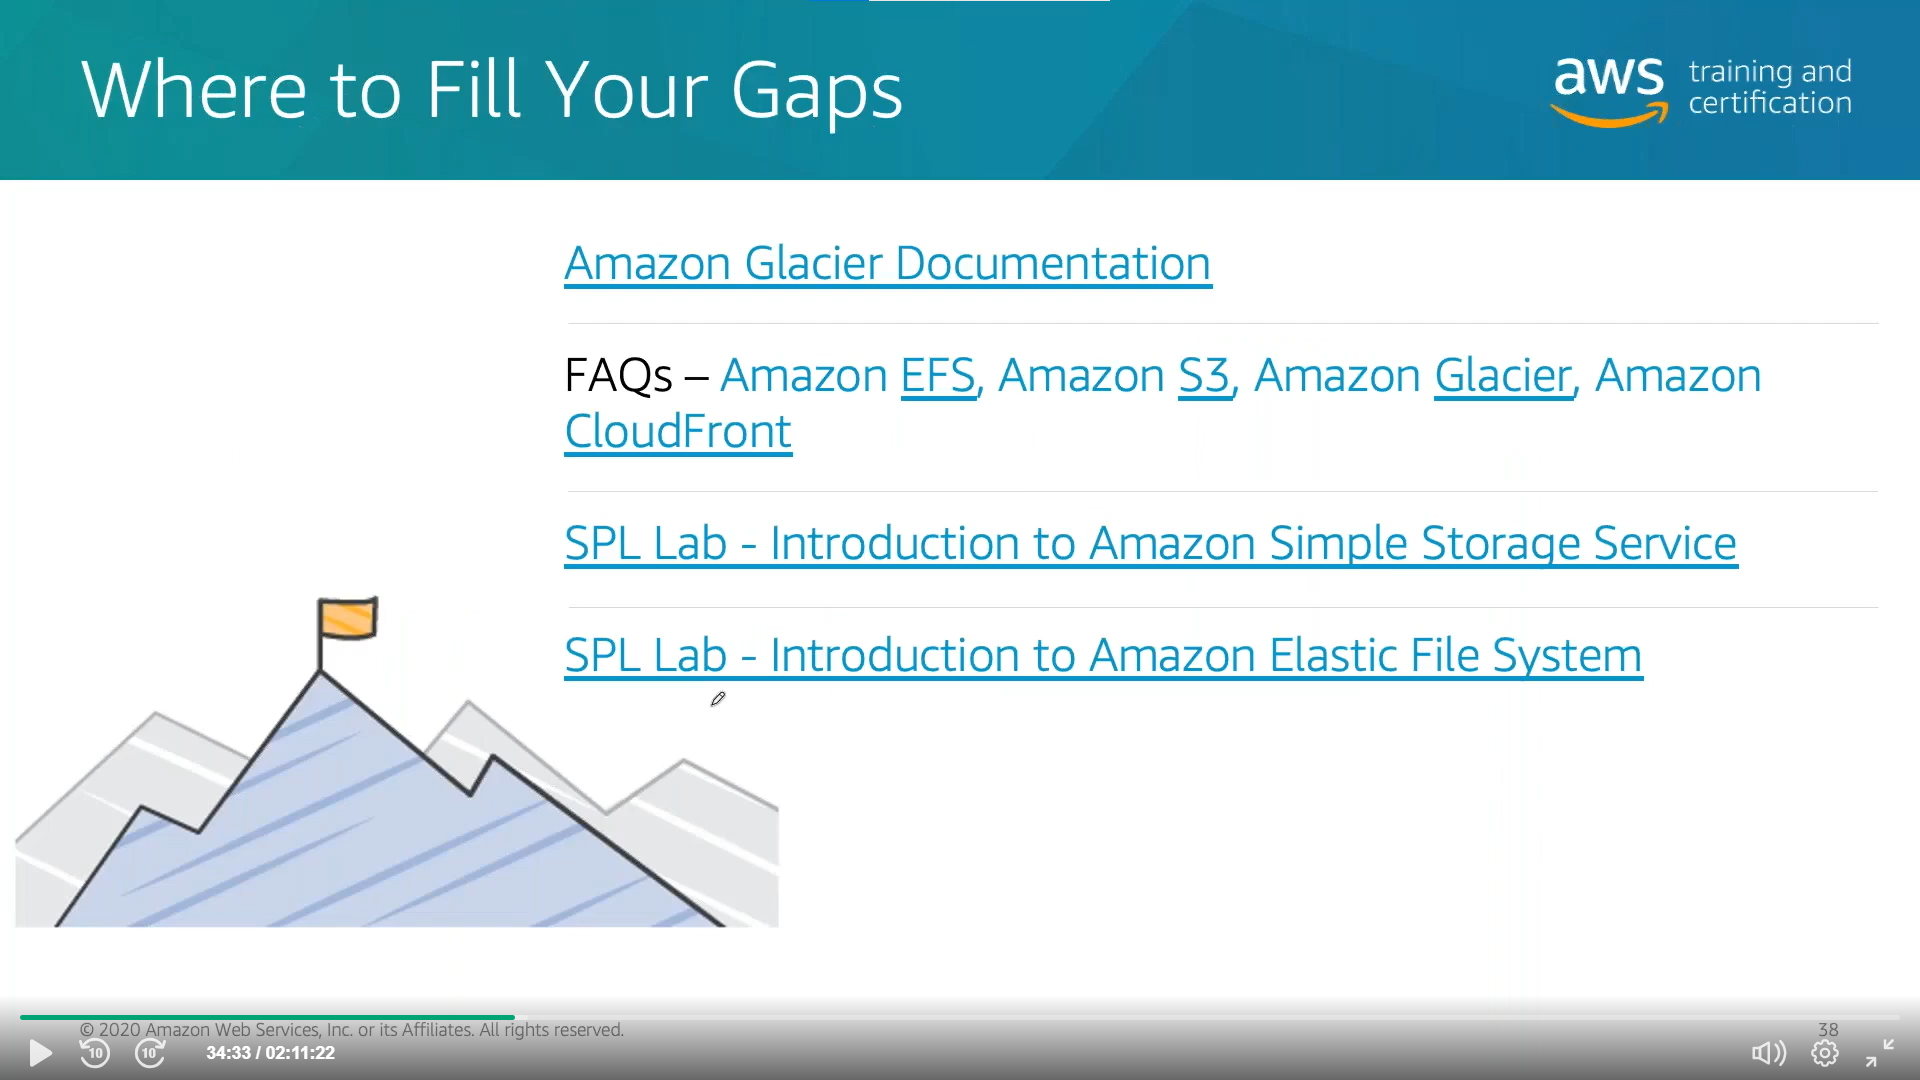 Where to Fill Your Gaps
aws
training and
certification
Amazon Glacier Documentation
FAQs – Amazon EFS, Amazon S3, Amazon Glacier, Amazon
CloudFront
SPL Lab - Introduction to Amazon Simple Storage Service
SPL Lab - Introduction to Amazon Elastic File System
© 2020 Amazon Web Services, Inc. or its Affiliates. All rights reserved.
38
10
10
34:33 / 02:11:22